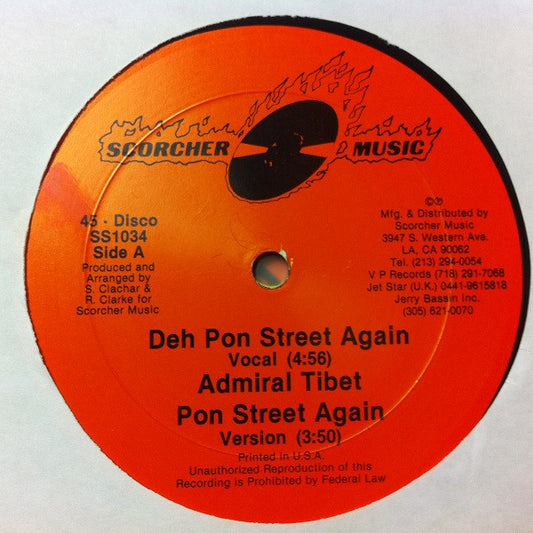 SCORCHER MUSIC
45 - Disco
SS1034
Side A
Produced and
Arranged by
S. Clachar &
R. Clarke for
Scorcher Music
©℗
Mfg. & Distributed by
Scorcher Music
3947 S. Western Ave.
LA, CA 90062
Tel. (213) 294-0054
V P Records (718) 291-7068
Jet Star (U.K.) 0441-9615818
Jerry Bassin Inc.
(305) 621-0070
Deh Pon Street Again
Vocal (4:56)
Admiral Tibet
Pon Street Again
Version (3:50)
Printed in U.S.A.
Unauthorized Reproduction of this
Recording is Prohibited by Federal Law